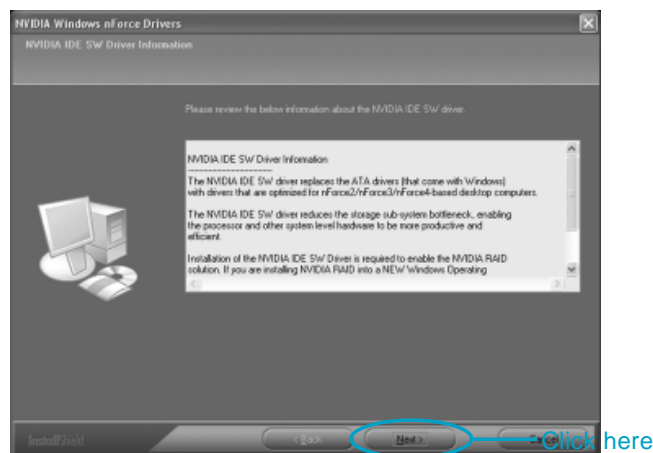 NVIDIA Windows nForce Drivers
NVIDIA IDE SW Driver Information
Please review the below information about the NVIDIA IDE SW driver.
NVIDIA IDE SW Driver Information
------------------------
The NVIDIA IDE SW driver replaces the ATA drivers (that come with Windows)
with drivers that are optimized for nForce2/nForce3/nForce4-based desktop computers.
The NVIDIA IDE SW driver reduces the storage sub-system bottleneck, enabling
the processor and other system level hardware to be more productive and
efficient.
Installation of the NVIDIA IDE SW Driver is required to enable the NVIDIA RAID
solution. If you are installing NVIDIA RAID into a NEW Windows Operating
InstallShield
< Back
Next >
Cancel
Click here